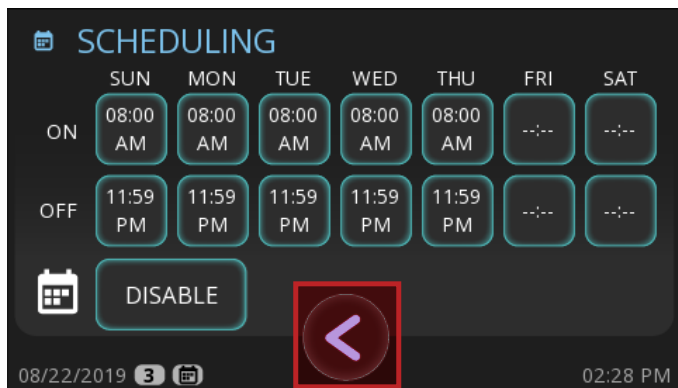 SCHEDULING
SUN MON TUE WED THU FRI SAT
ON 08:00 AM 08:00 AM 08:00 AM 08:00 AM 08:00 AM --:-- --:--
OFF 11:59 PM 11:59 PM 11:59 PM 11:59 PM 11:59 PM --:-- --:--
DISABLE
<
08/22/2019 3 02:28 PM